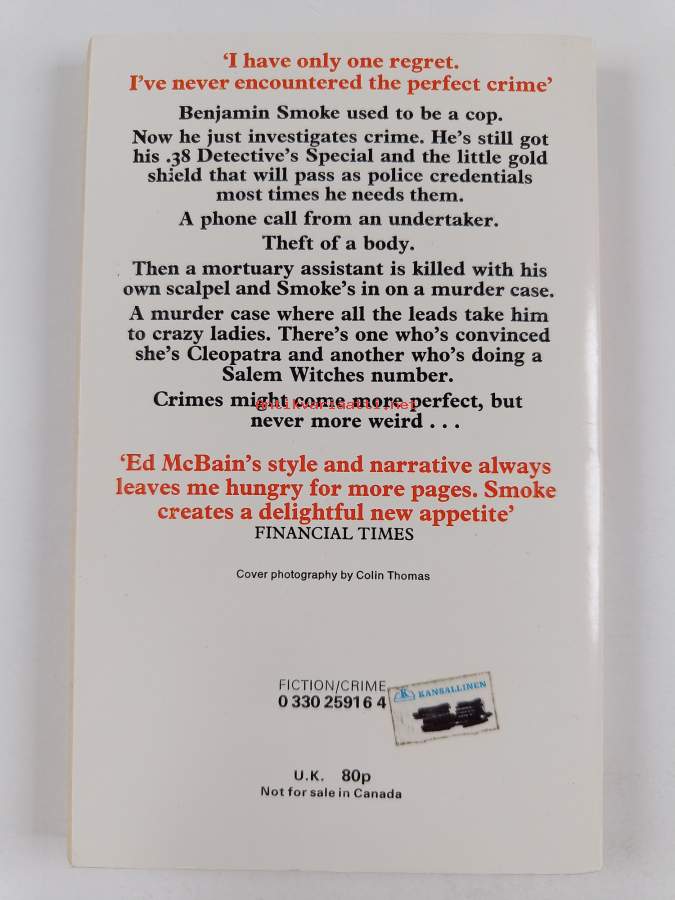 ‘I have only one regret.
I’ve never encountered the perfect crime’
Benjamin Smoke used to be a cop.
Now he just investigates crime. He’s still got
his .38 Detective’s Special and the little gold
shield that will pass as police credentials
most times he needs them.
A phone call from an undertaker.
Theft of a body.
Then a mortuary assistant is killed with his
own scalpel and Smoke’s in on a murder case.
A murder case where all the leads take him
to crazy ladies. There’s one who’s convinced
she’s Cleopatra and another who’s doing a
Salem Witches number.
Crimes might come more perfect, but
antikvariaatti.net
never more weird . . .
‘Ed McBain’s style and narrative always
leaves me hungry for more pages. Smoke
creates a delightful new appetite’
FINANCIAL TIMES
Cover photography by Colin Thomas
FICTION/CRIME
0 330 25916 4
K KANSALLINEN
U.K. 80p
Not for sale in Canada